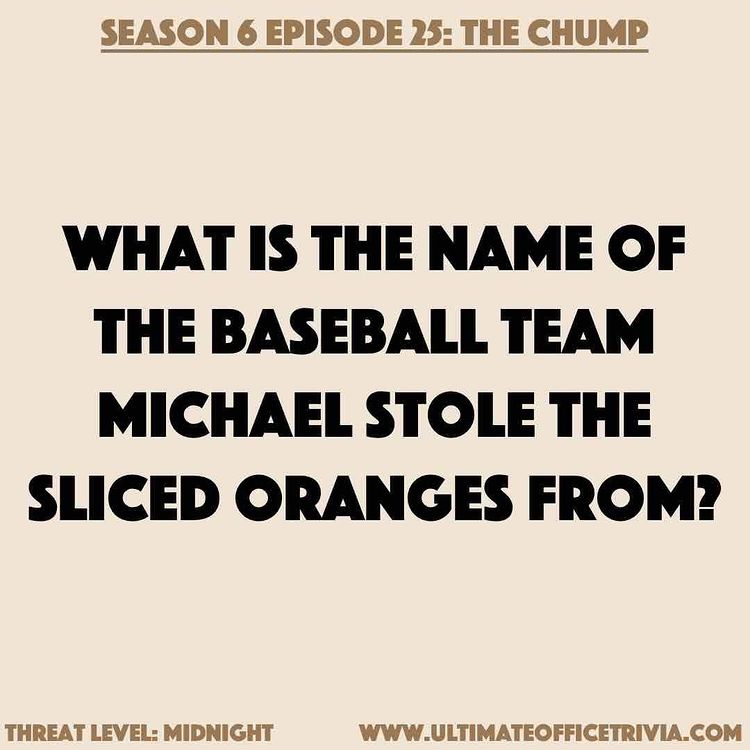 SEASON 6 EPISODE 25: THE CHUMP
WHAT IS THE NAME OF
THE BASEBALL TEAM
MICHAEL STOLE THE
SLICED ORANGES FROM?
THREAT LEVEL: MIDNIGHT
WWW.ULTIMATEOFFICETRIVIA.COM